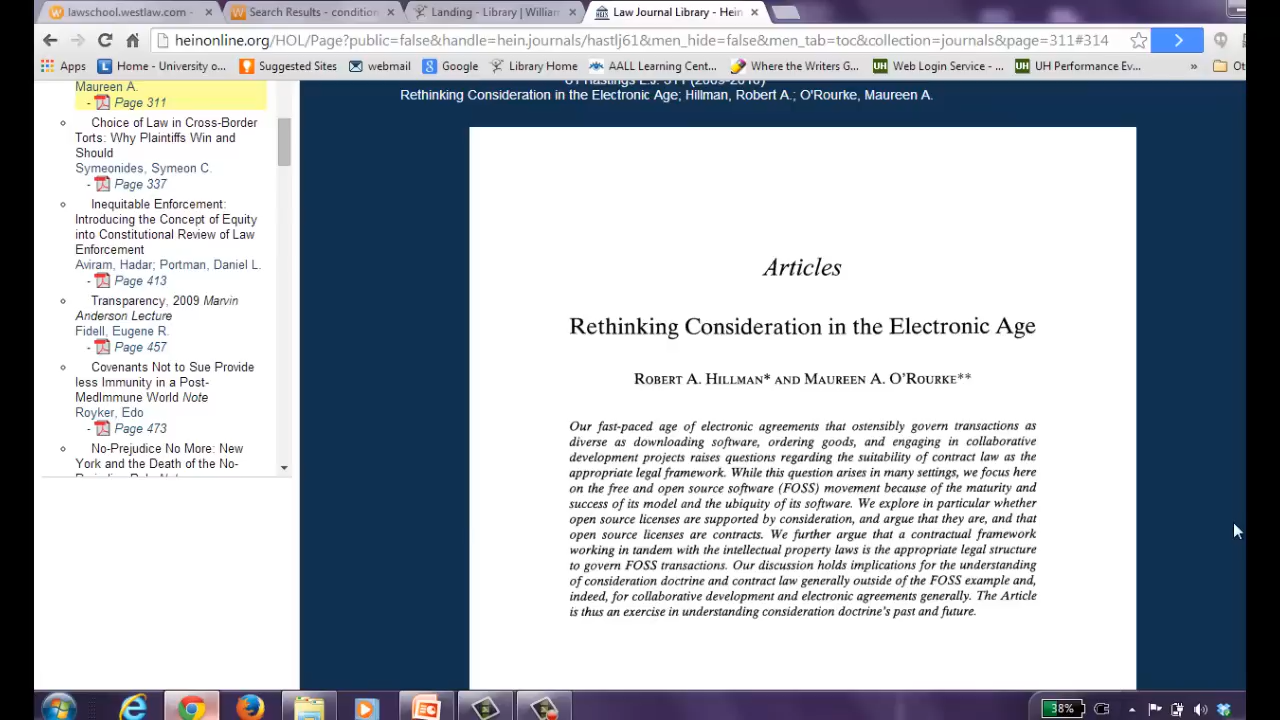 lawschool.westlaw.com -
Search Results - condition
Landing - Library | William
Law Journal Library - Hein
heinonline.org/HOL/Page?public=false&handle=hein.journals/hastlj61&men_hide=false&men_tab=toc&collection=journals&page=311#314
Apps
Home - University o...
Suggested Sites
webmail
Google
Library Home
AALL Learning Cent...
Where the Writers G...
Web Login Service - ...
UH Performance Ev...
»
Maureen A.
- Page 311
Choice of Law in Cross-Border
Torts: Why Plaintiffs Win and
Should
Symeonides, Symeon C.
- Page 337
Inequitable Enforcement:
Introducing the Concept of Equity
into Constitutional Review of Law
Enforcement
Aviram, Hadar; Portman, Daniel L.
- Page 413
Transparency, 2009 Marvin
Anderson Lecture
Fidell, Eugene R.
- Page 457
Covenants Not to Sue Provide
less Immunity in a Post-
MedImmune World Note
Royker, Edo
- Page 473
No-Prejudice No More: New
York and the Death of the No-
Rethinking Consideration in the Electronic Age; Hillman, Robert A.; O'Rourke, Maureen A.
Articles
Rethinking Consideration in the Electronic Age
ROBERT A. HILLMAN* AND MAUREEN A. O'ROURKE**
Our fast-paced age of electronic agreements that ostensibly govern transactions as
diverse as downloading software, ordering goods, and engaging in collaborative
development projects raises questions regarding the suitability of contract law as the
appropriate legal framework. While this question arises in many settings, we focus here
on the free and open source software (FOSS) movement because of the maturity and
success of its model and the ubiquity of its software. We explore in particular whether
open source licenses are supported by consideration, and argue that they are, and that
open source licenses are contracts. We further argue that a contractual framework
working in tandem with the intellectual property laws is the appropriate legal structure
to govern FOSS transactions. Our discussion holds implications for the understanding
of consideration doctrine and contract law generally outside of the FOSS example and,
indeed, for collaborative development and electronic agreements generally. The Article
is thus an exercise in understanding consideration doctrine's past and future.
38%